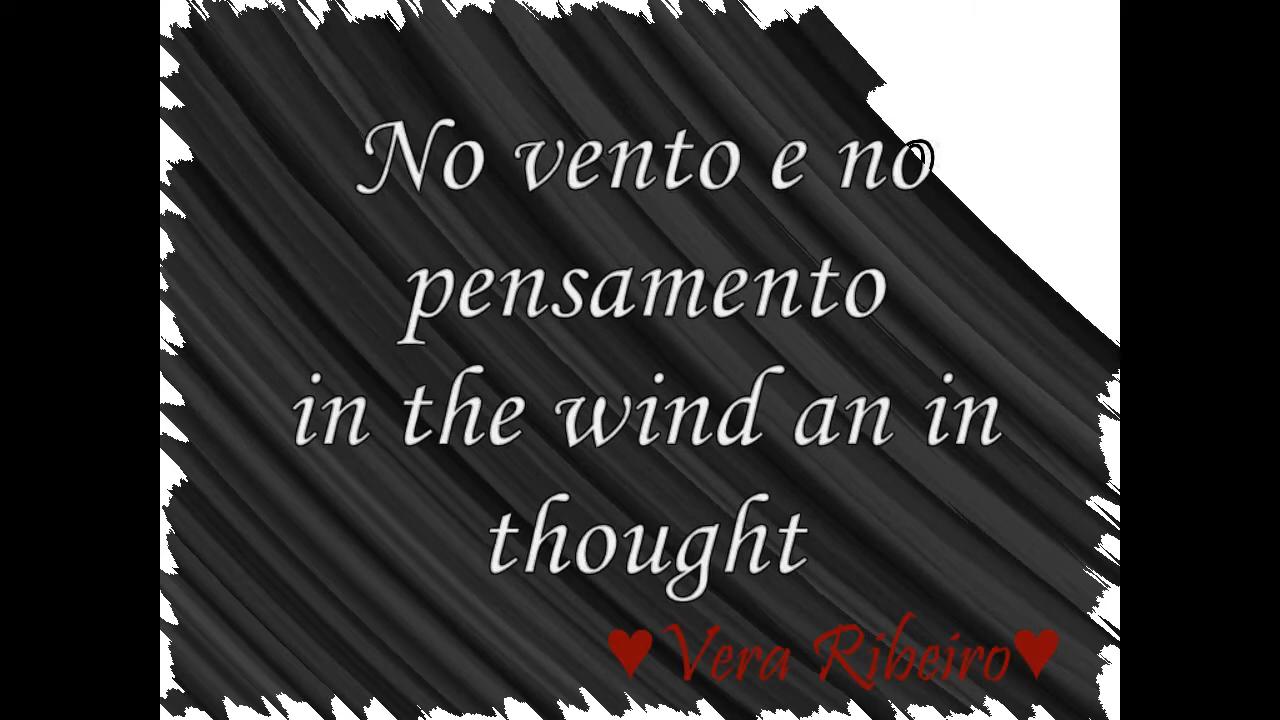 No vento e no
pensamento
in the wind an in
thought
♥Vera Ribeiro♥